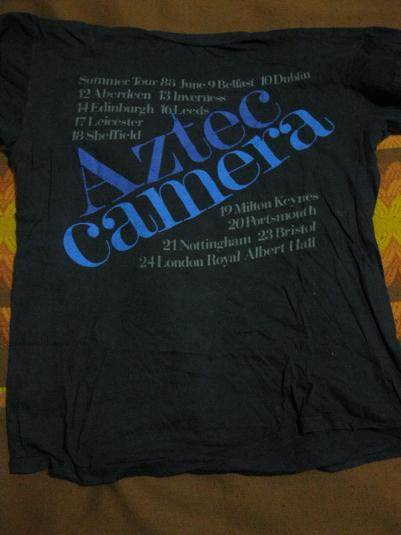 Summer Tour 88 June 9 Belfast 10 Dublin
12 Aberdeen 13 Inverness
14 Edinburgh 16 Leeds
17 Leicester
18 Sheffield
Aztec
camera
19 Milton Keynes
20 Portsmouth
21 Nottingham 23 Bristol
24 London Royal Albert Hall